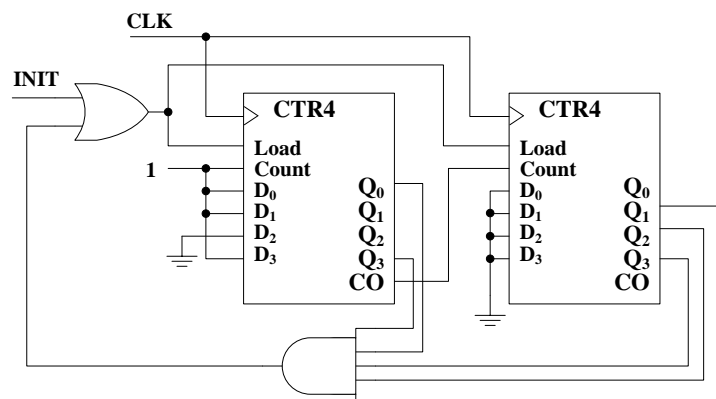 CLK
INIT
CTR4
Load
Count
1
D₀
D₁
D₂
D₃
Q₀
Q₁
Q₂
Q₃
CO
CTR4
Load
Count
D₀
D₁
D₂
D₃
Q₀
Q₁
Q₂
Q₃
CO